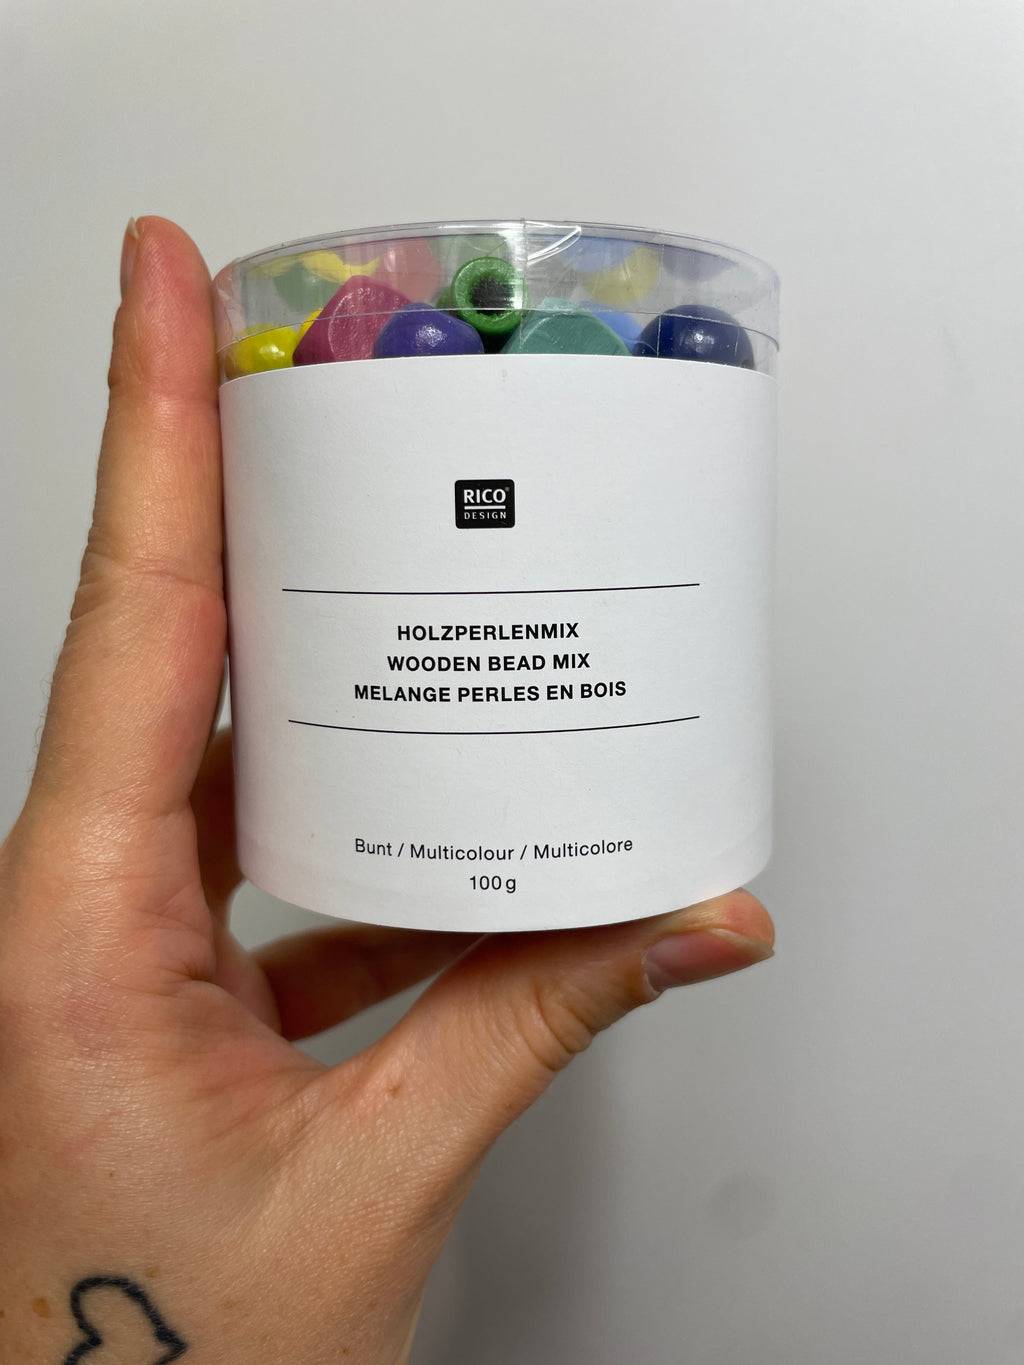 RICO®
DESIGN
HOLZPERLENMIX
WOODEN BEAD MIX
MELANGE PERLES EN BOIS
Bunt / Multicolour / Multicolore
100 g